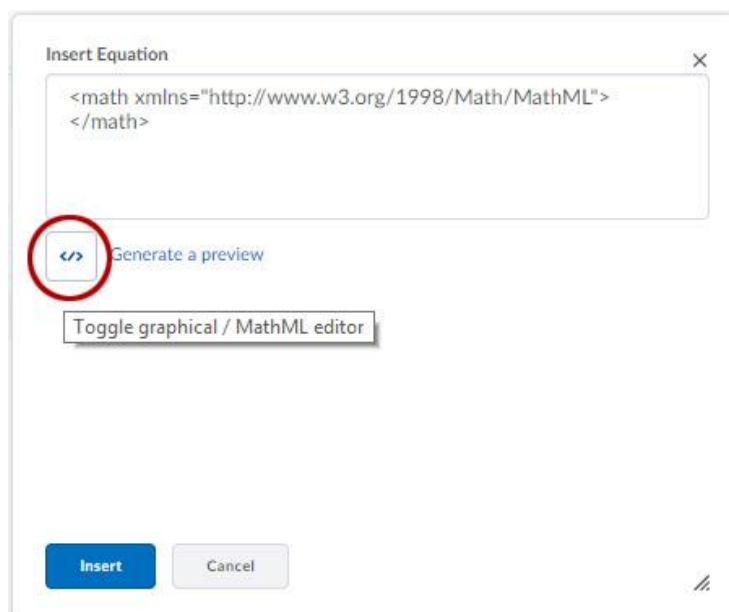 Insert Equation
<math xmlns="http://www.w3.org/1998/Math/MathML">
</math>
</> Generate a preview
Toggle graphical / MathML editor
Insert Cancel